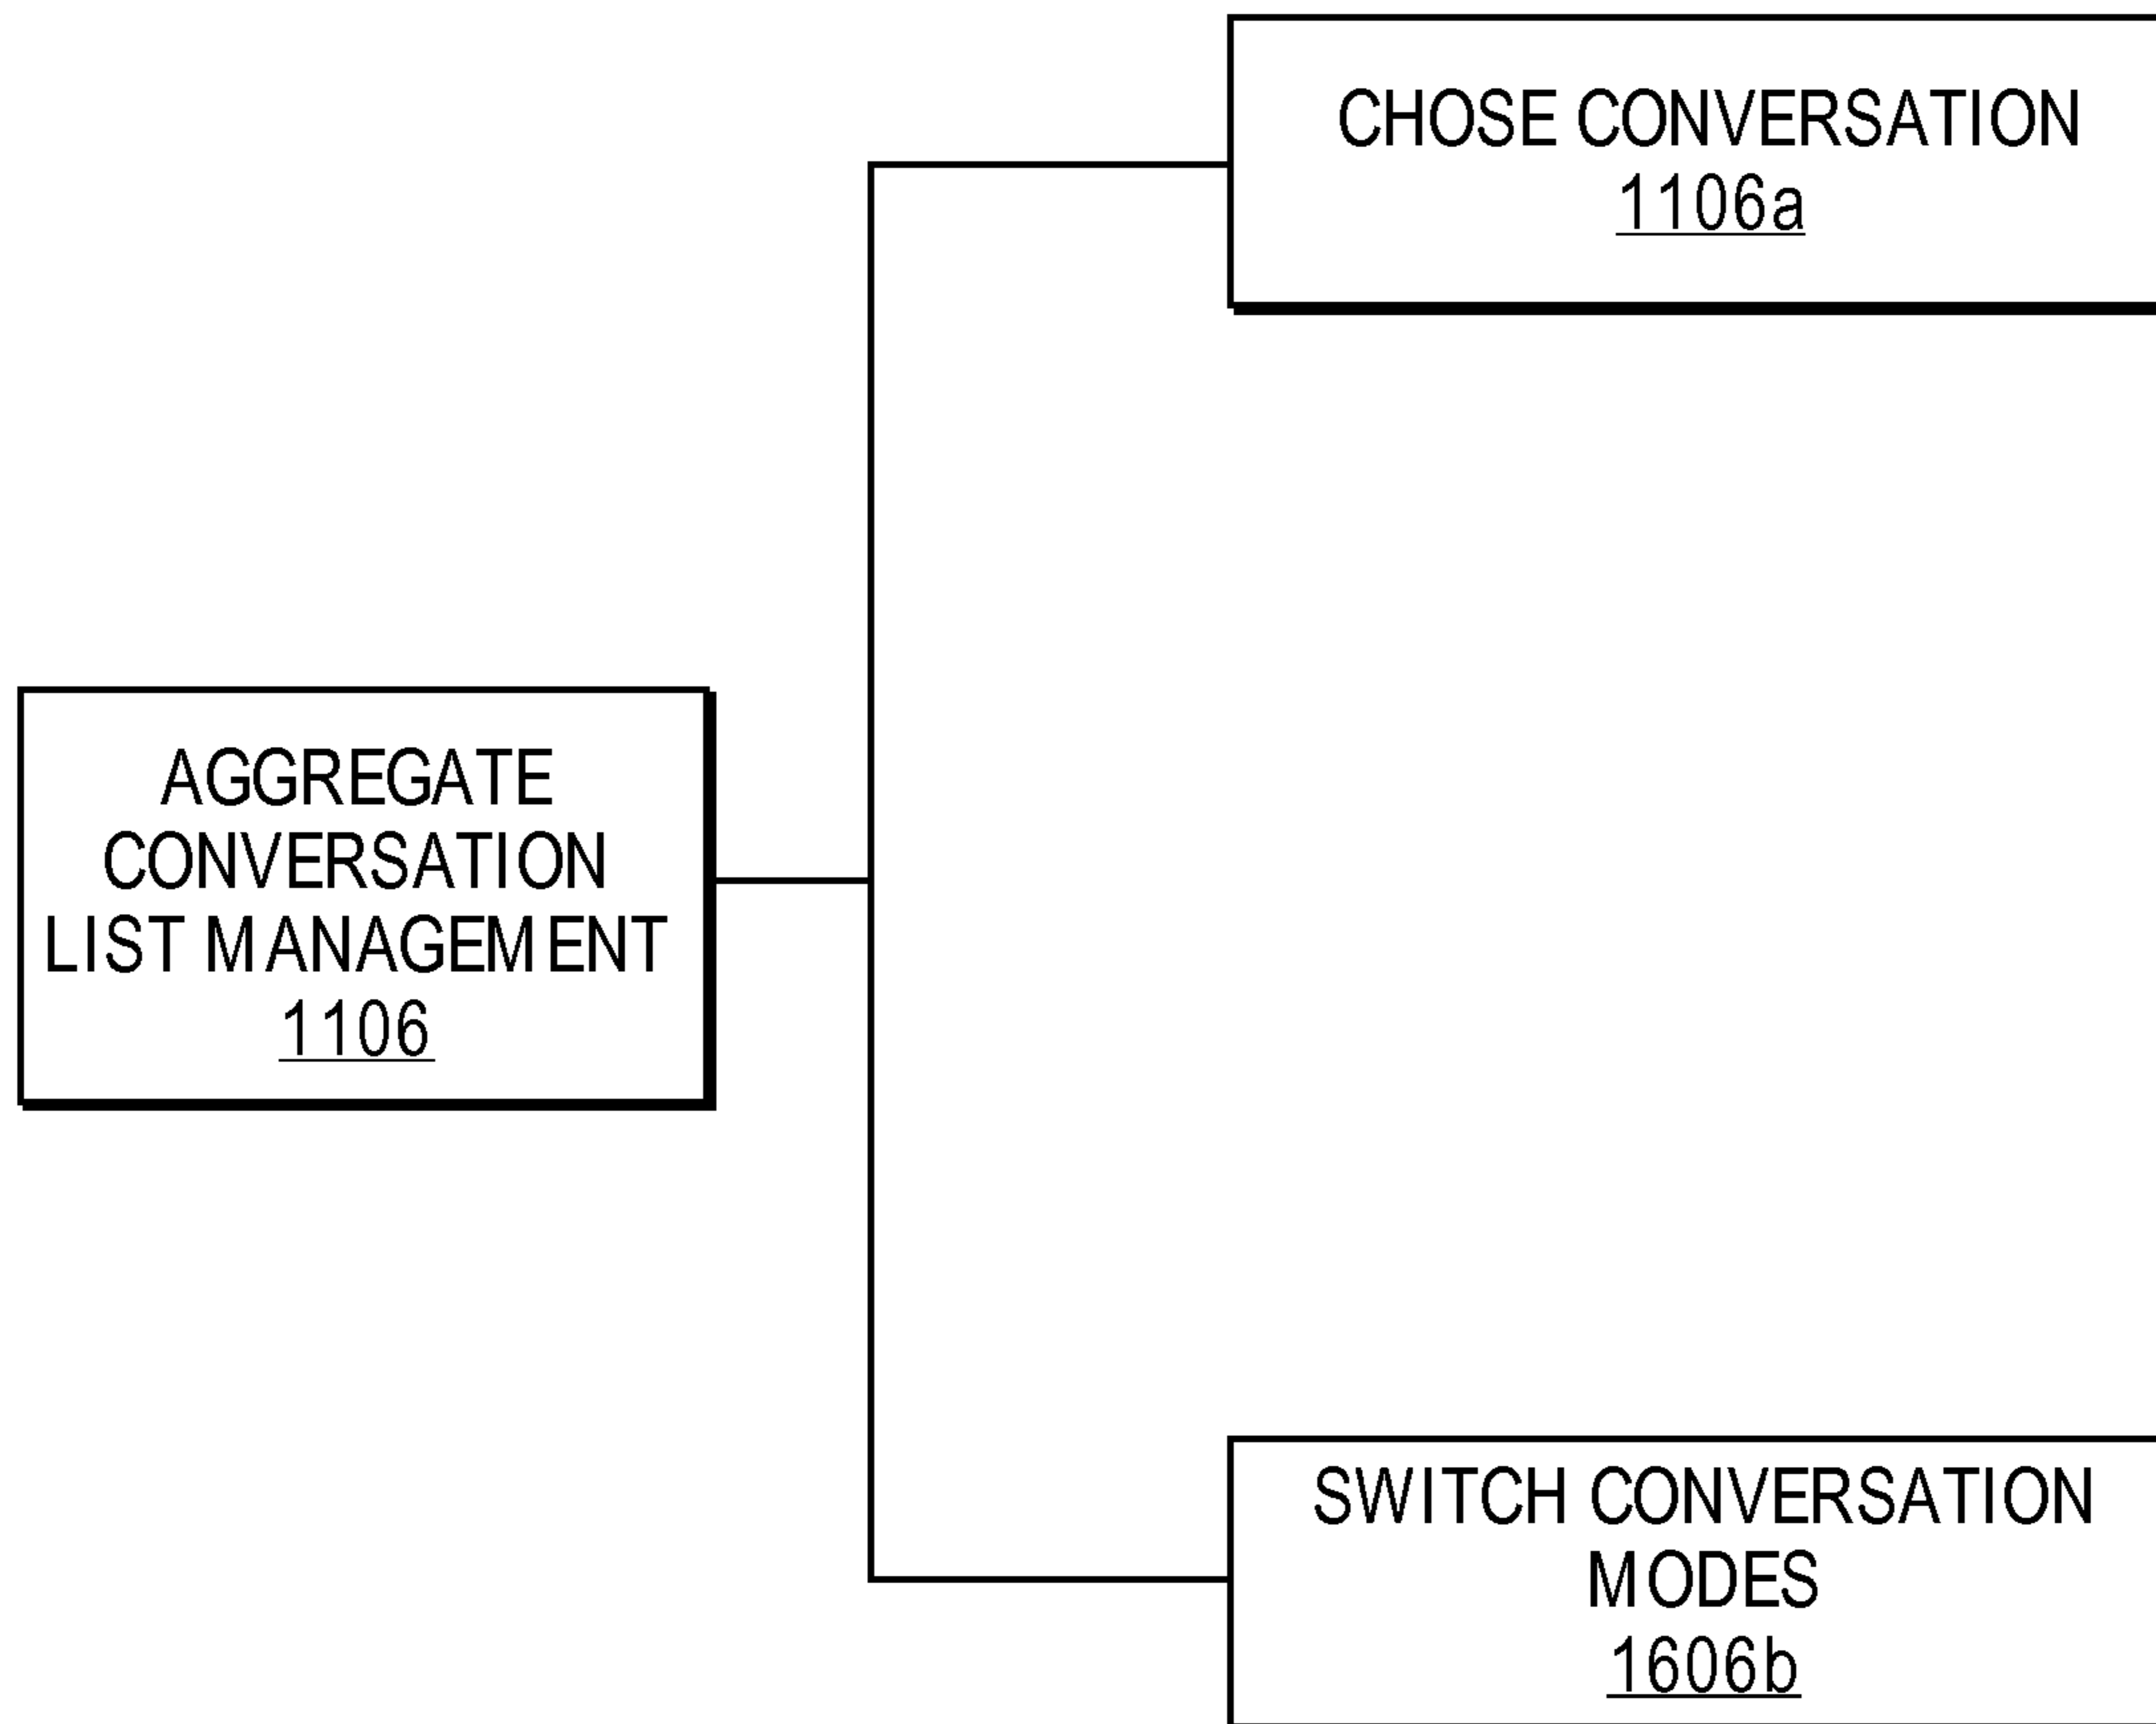 CHOSE CONVERSATION
1106a
AGGREGATE
CONVERSATION
LIST MANAGEMENT
1106
SWITCH CONVERSATION
MODES
1606b